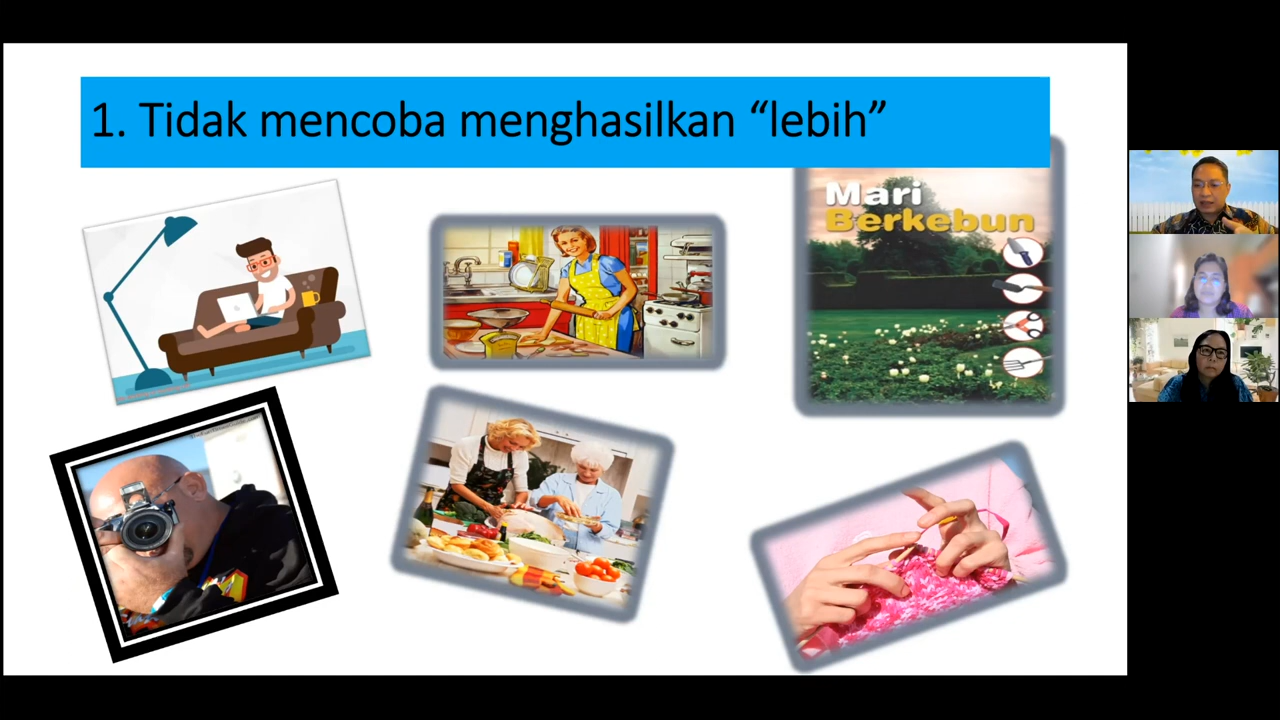 1. Tidak mencoba menghasilkan “lebih”
Mari
Berkebun